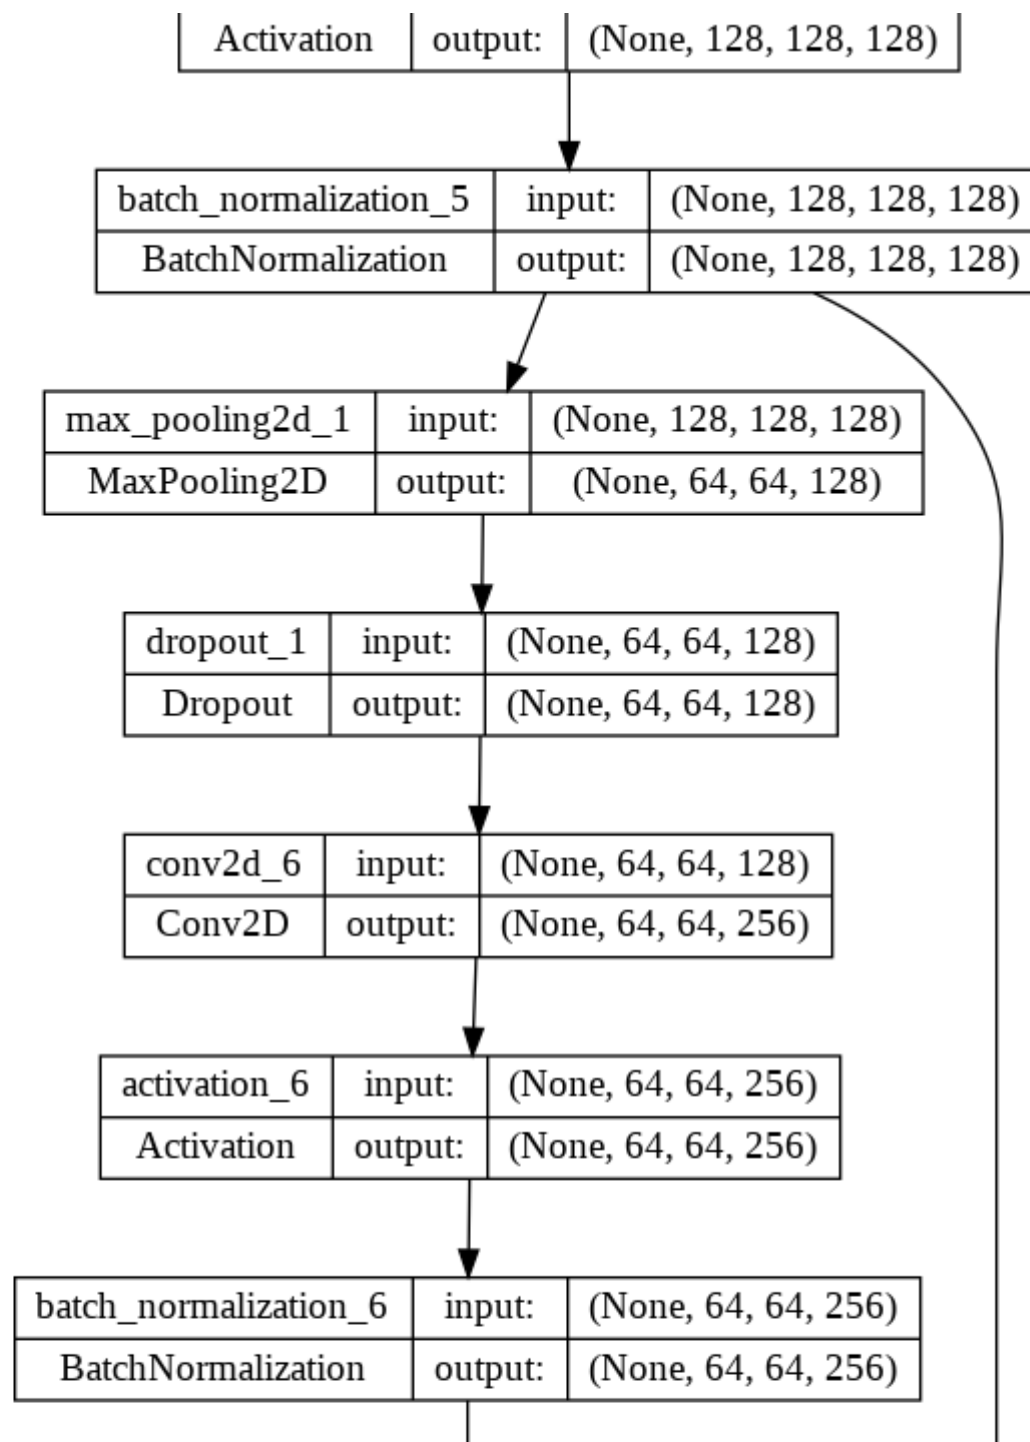 Activation output: (None, 128, 128, 128)
batch_normalization_5 input: (None, 128, 128, 128)
BatchNormalization output: (None, 128, 128, 128)
max_pooling2d_1 input: (None, 128, 128, 128)
MaxPooling2D output: (None, 64, 64, 128)
dropout_1 input: (None, 64, 64, 128)
Dropout output: (None, 64, 64, 128)
conv2d_6 input: (None, 64, 64, 128)
Conv2D output: (None, 64, 64, 256)
activation_6 input: (None, 64, 64, 256)
Activation output: (None, 64, 64, 256)
batch_normalization_6 input: (None, 64, 64, 256)
BatchNormalization output: (None, 64, 64, 256)